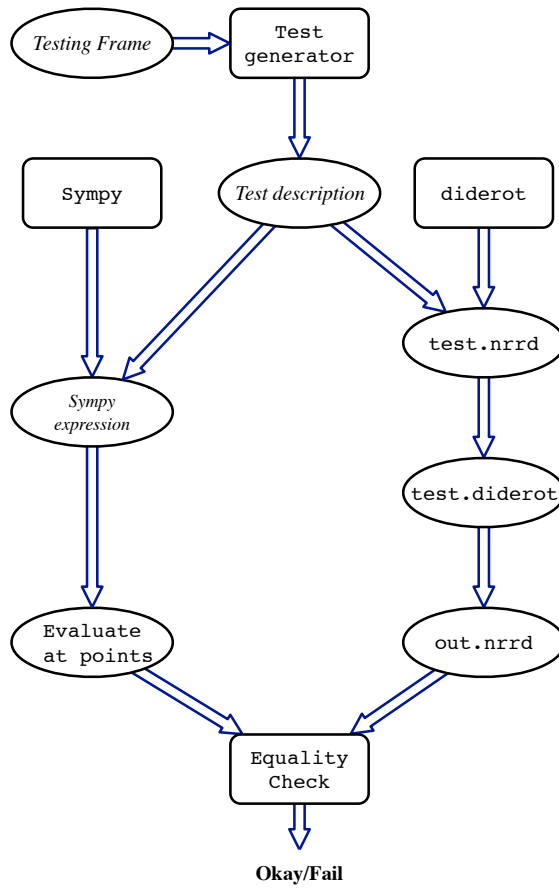 Testing Frame
Test
generator
Sympy
Test description
diderot
test.nrrd
Sympy
expression
test.diderot
Evaluate
at points
out.nrrd
Equality
Check
Okay/Fail